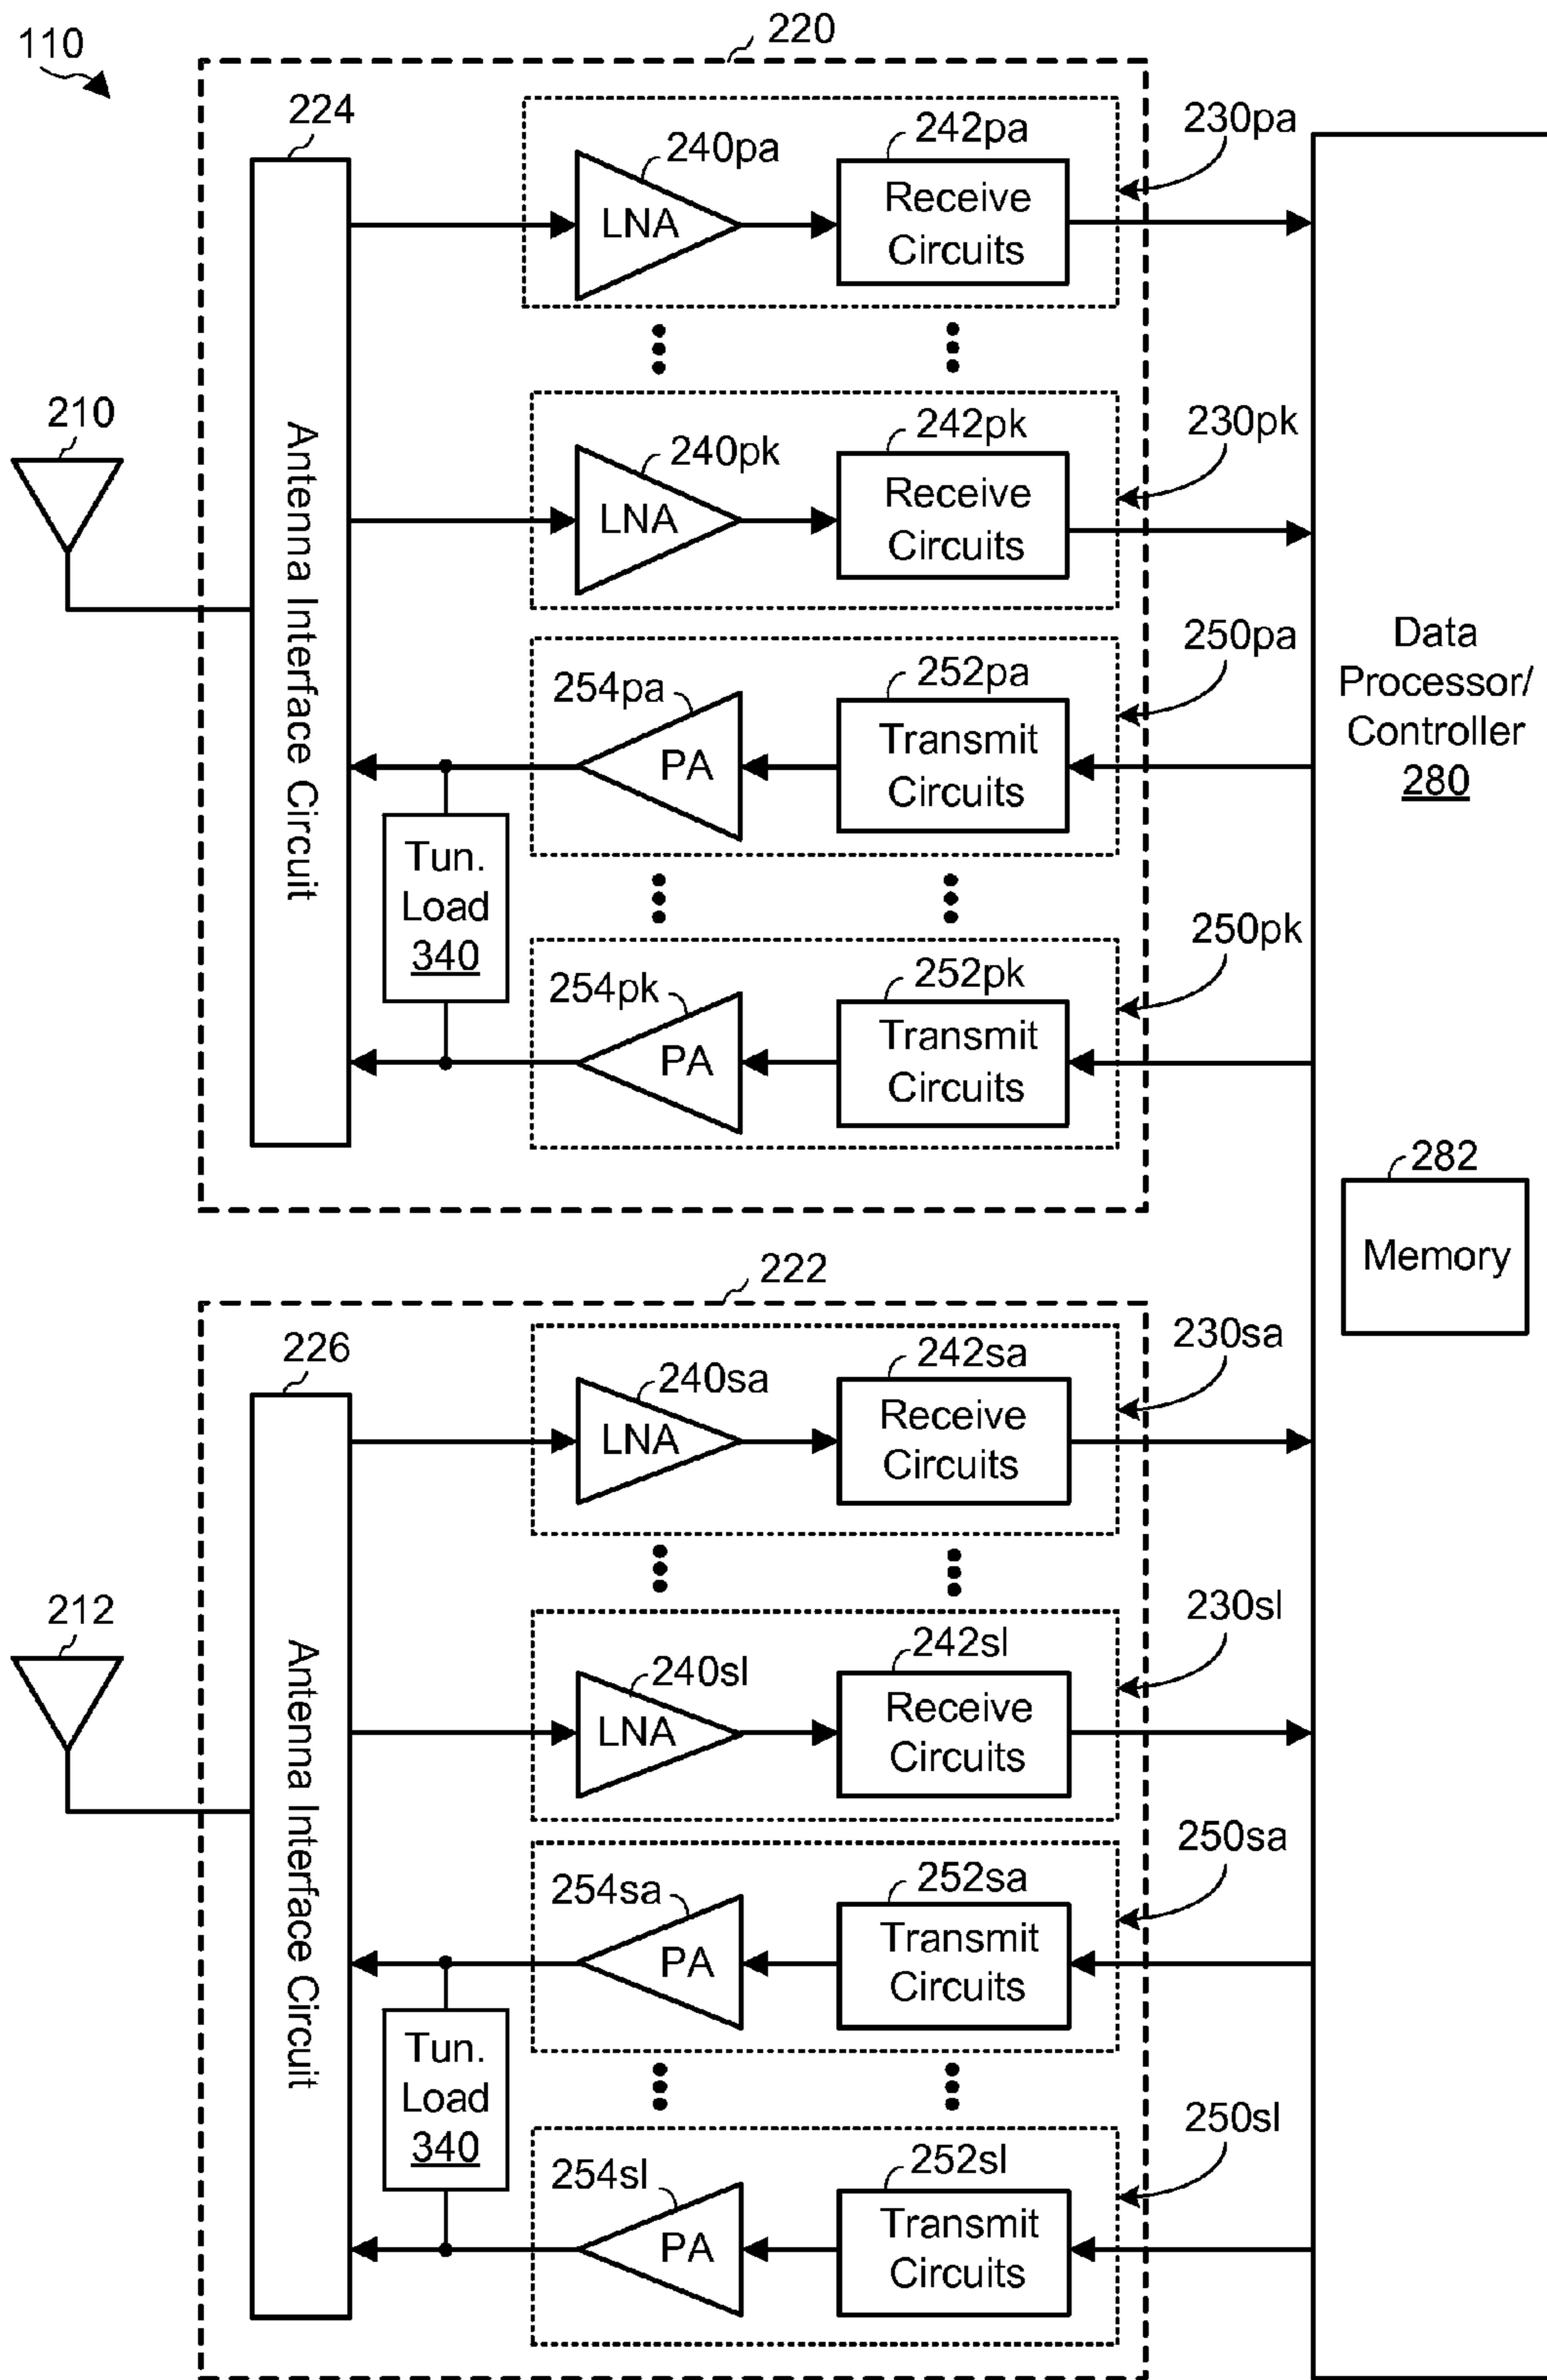 110
220
224
240pa
242pa
230pa
LNA
Receive
Circuits
210
Antenna Interface Circuit
240pk
242pk
230pk
LNA
Receive
Circuits
250pa
254pa
252pa
PA
Transmit
Circuits
Data
Processor/
Controller
280
Tun.
Load
340
250pk
254pk
252pk
PA
Transmit
Circuits
282
Memory
222
226
240sa
242sa
230sa
LNA
Receive
Circuits
212
Antenna Interface Circuit
240sl
242sl
230sl
LNA
Receive
Circuits
250sa
254sa
252sa
PA
Transmit
Circuits
Tun.
Load
340
250sl
254sl
252sl
PA
Transmit
Circuits